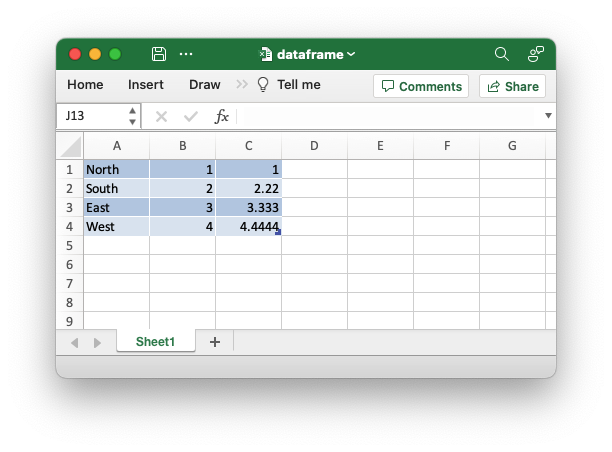 dataframe
Home Insert Draw Tell me Comments Share
J13 fx
A B C D E F G
1 North 1 1
2 South 2 2.22
3 East 3 3.333
4 West 4 4.4444
5
6
7
8
9
Sheet1 +